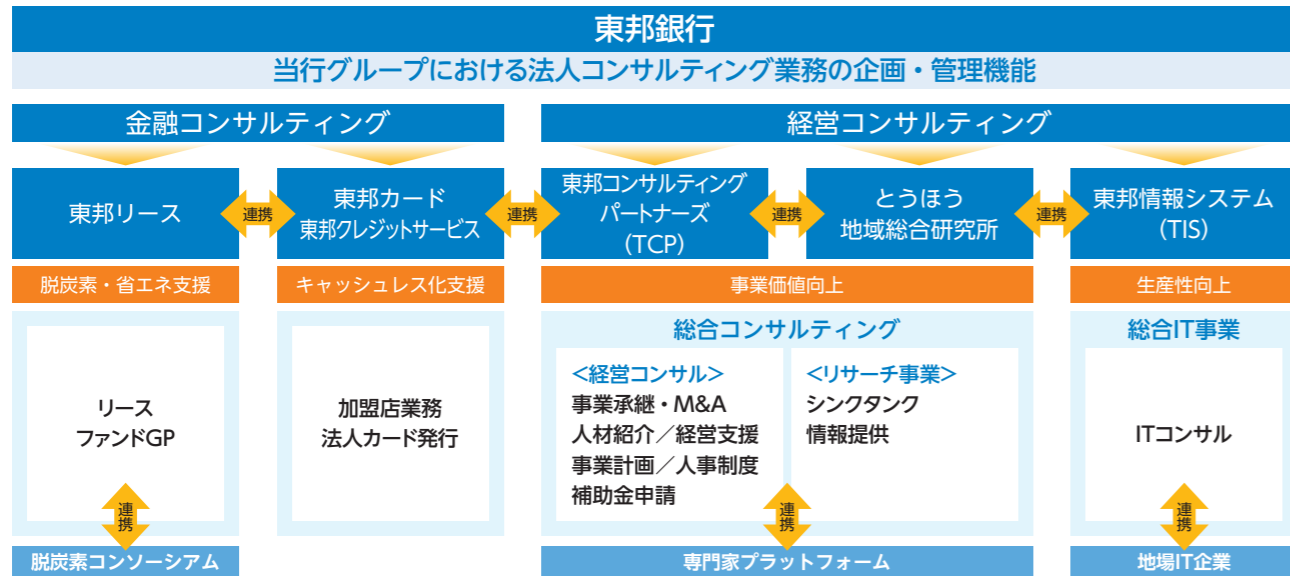 東邦銀行
当行グループにおける法人コンサルティング業務の企画・管理機能
金融コンサルティング
経営コンサルティング
東邦リース
連携
東邦カード
東邦クレジットサービス
連携
東邦コンサルティング
パートナーズ
(TCP)
連携
とうほう
地域総合研究所
連携
東邦情報システム
(TIS)
脱炭素・省エネ支援
キャッシュレス化支援
事業価値向上
生産性向上
リース
ファンドGP
加盟店業務
法人カード発行
総合コンサルティング
<経営コンサル>
事業承継・M&A
人材紹介／経営支援
事業計画／人事制度
補助金申請
<リサーチ事業>
シンクタンク
情報提供
総合IT事業
ITコンサル
連携
連携
連携
脱炭素コンソーシアム
専門家プラットフォーム
地場IT企業